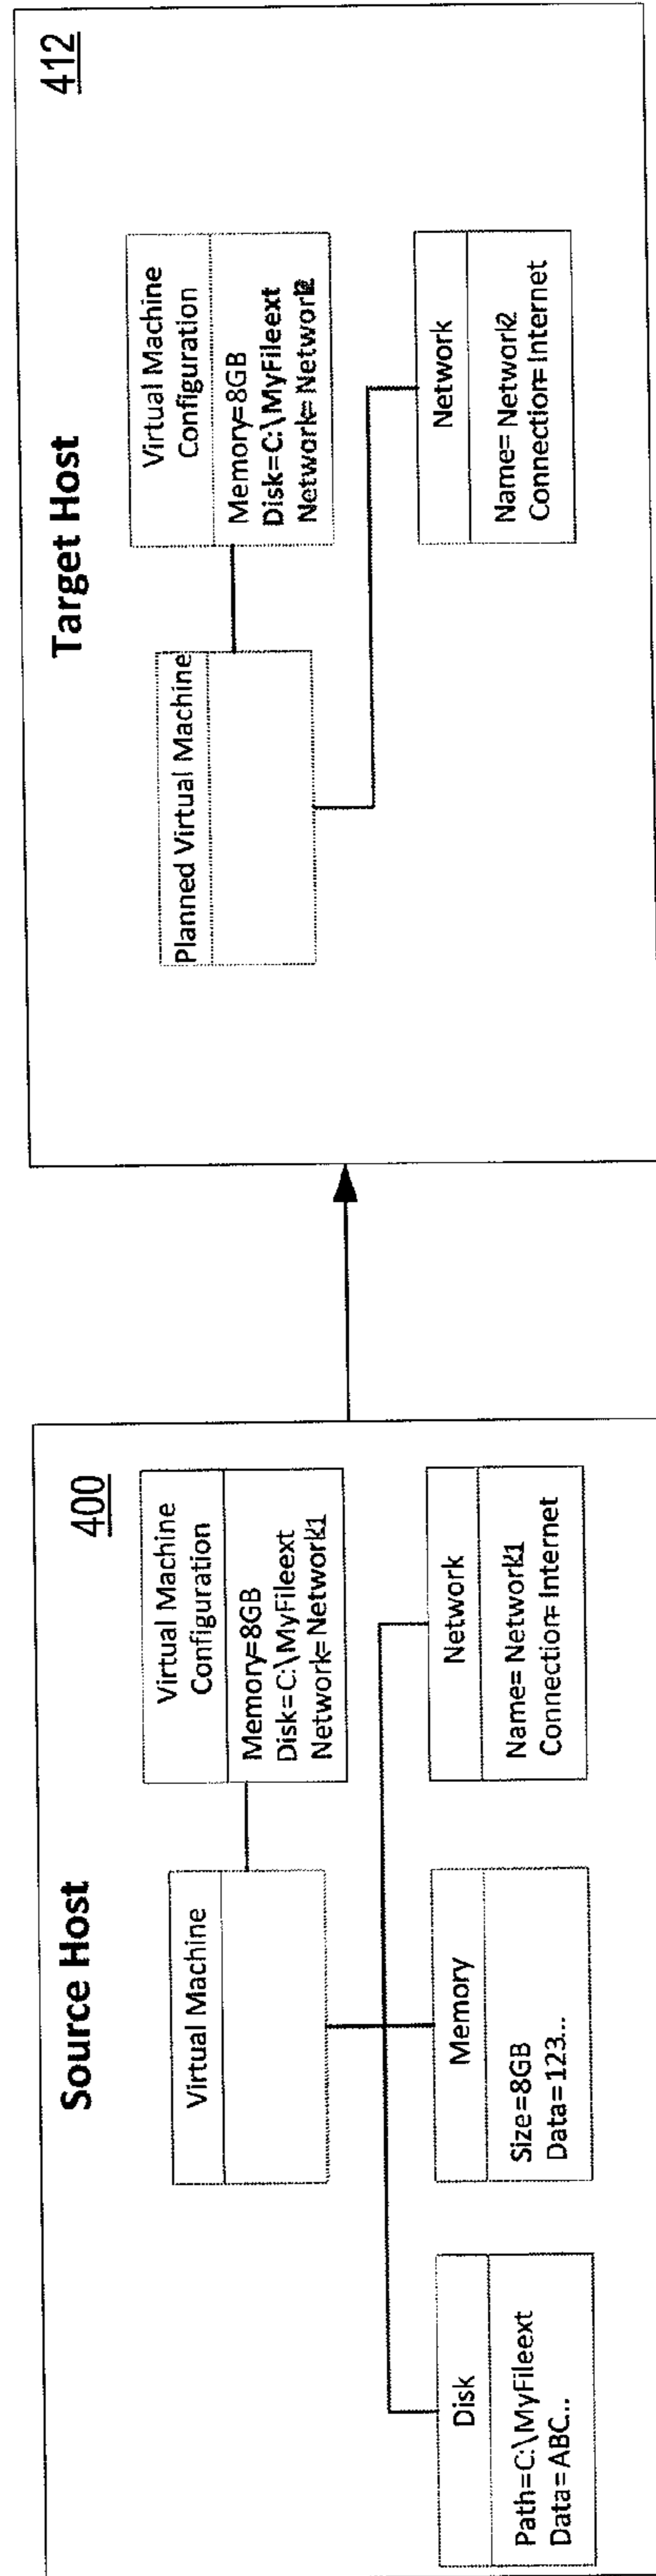 Source Host
400
Virtual Machine
Virtual Machine
Configuration
Memory=8GB
Disk=C:\MyFileext
Network=Network1
Disk
Path=C:\MyFileext
Data=ABC...
Memory
Size=8GB
Data=123...
Network
Name=Network1
Connection=Internet
Target Host
412
Planned Virtual Machine
Virtual Machine
Configuration
Memory=8GB
Disk=C:\MyFileext
Network=Network2
Network
Name=Network2
Connection=Internet